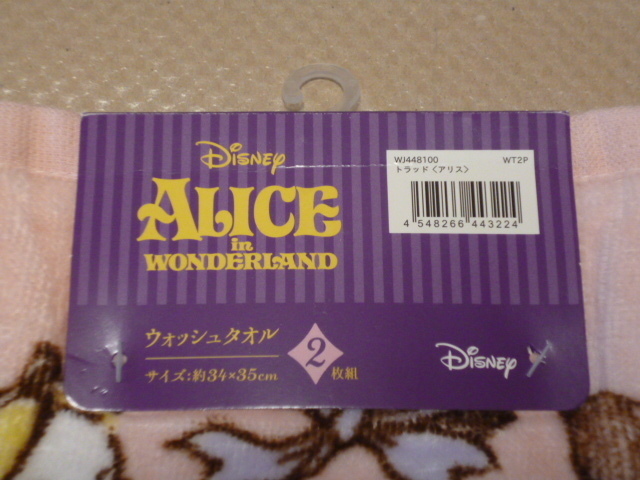 Disney
ALICE
in
WONDERLAND
WJ448100 WT2P
トラッド〈アリス〉
4 548266 443224
ウォッシュタオル
サイズ:約34×35cm
2
枚組
Disney